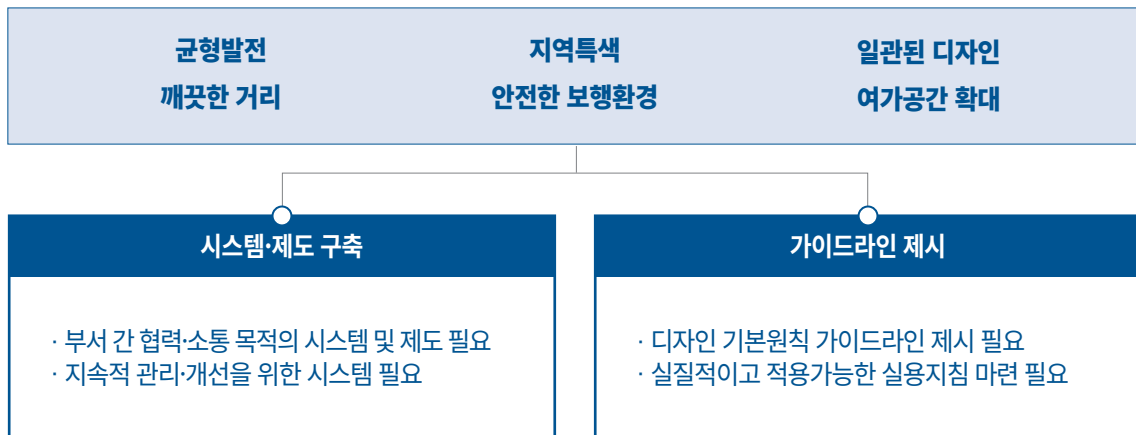 균형발전 지역특색 일관된 디자인
깨끗한 거리 안전한 보행환경 여가공간 확대
시스템·제도 구축
· 부서 간 협력·소통 목적의 시스템 및 제도 필요
· 지속적 관리·개선을 위한 시스템 필요
가이드라인 제시
· 디자인 기본원칙 가이드라인 제시 필요
· 실질적이고 적용가능한 실용지침 마련 필요